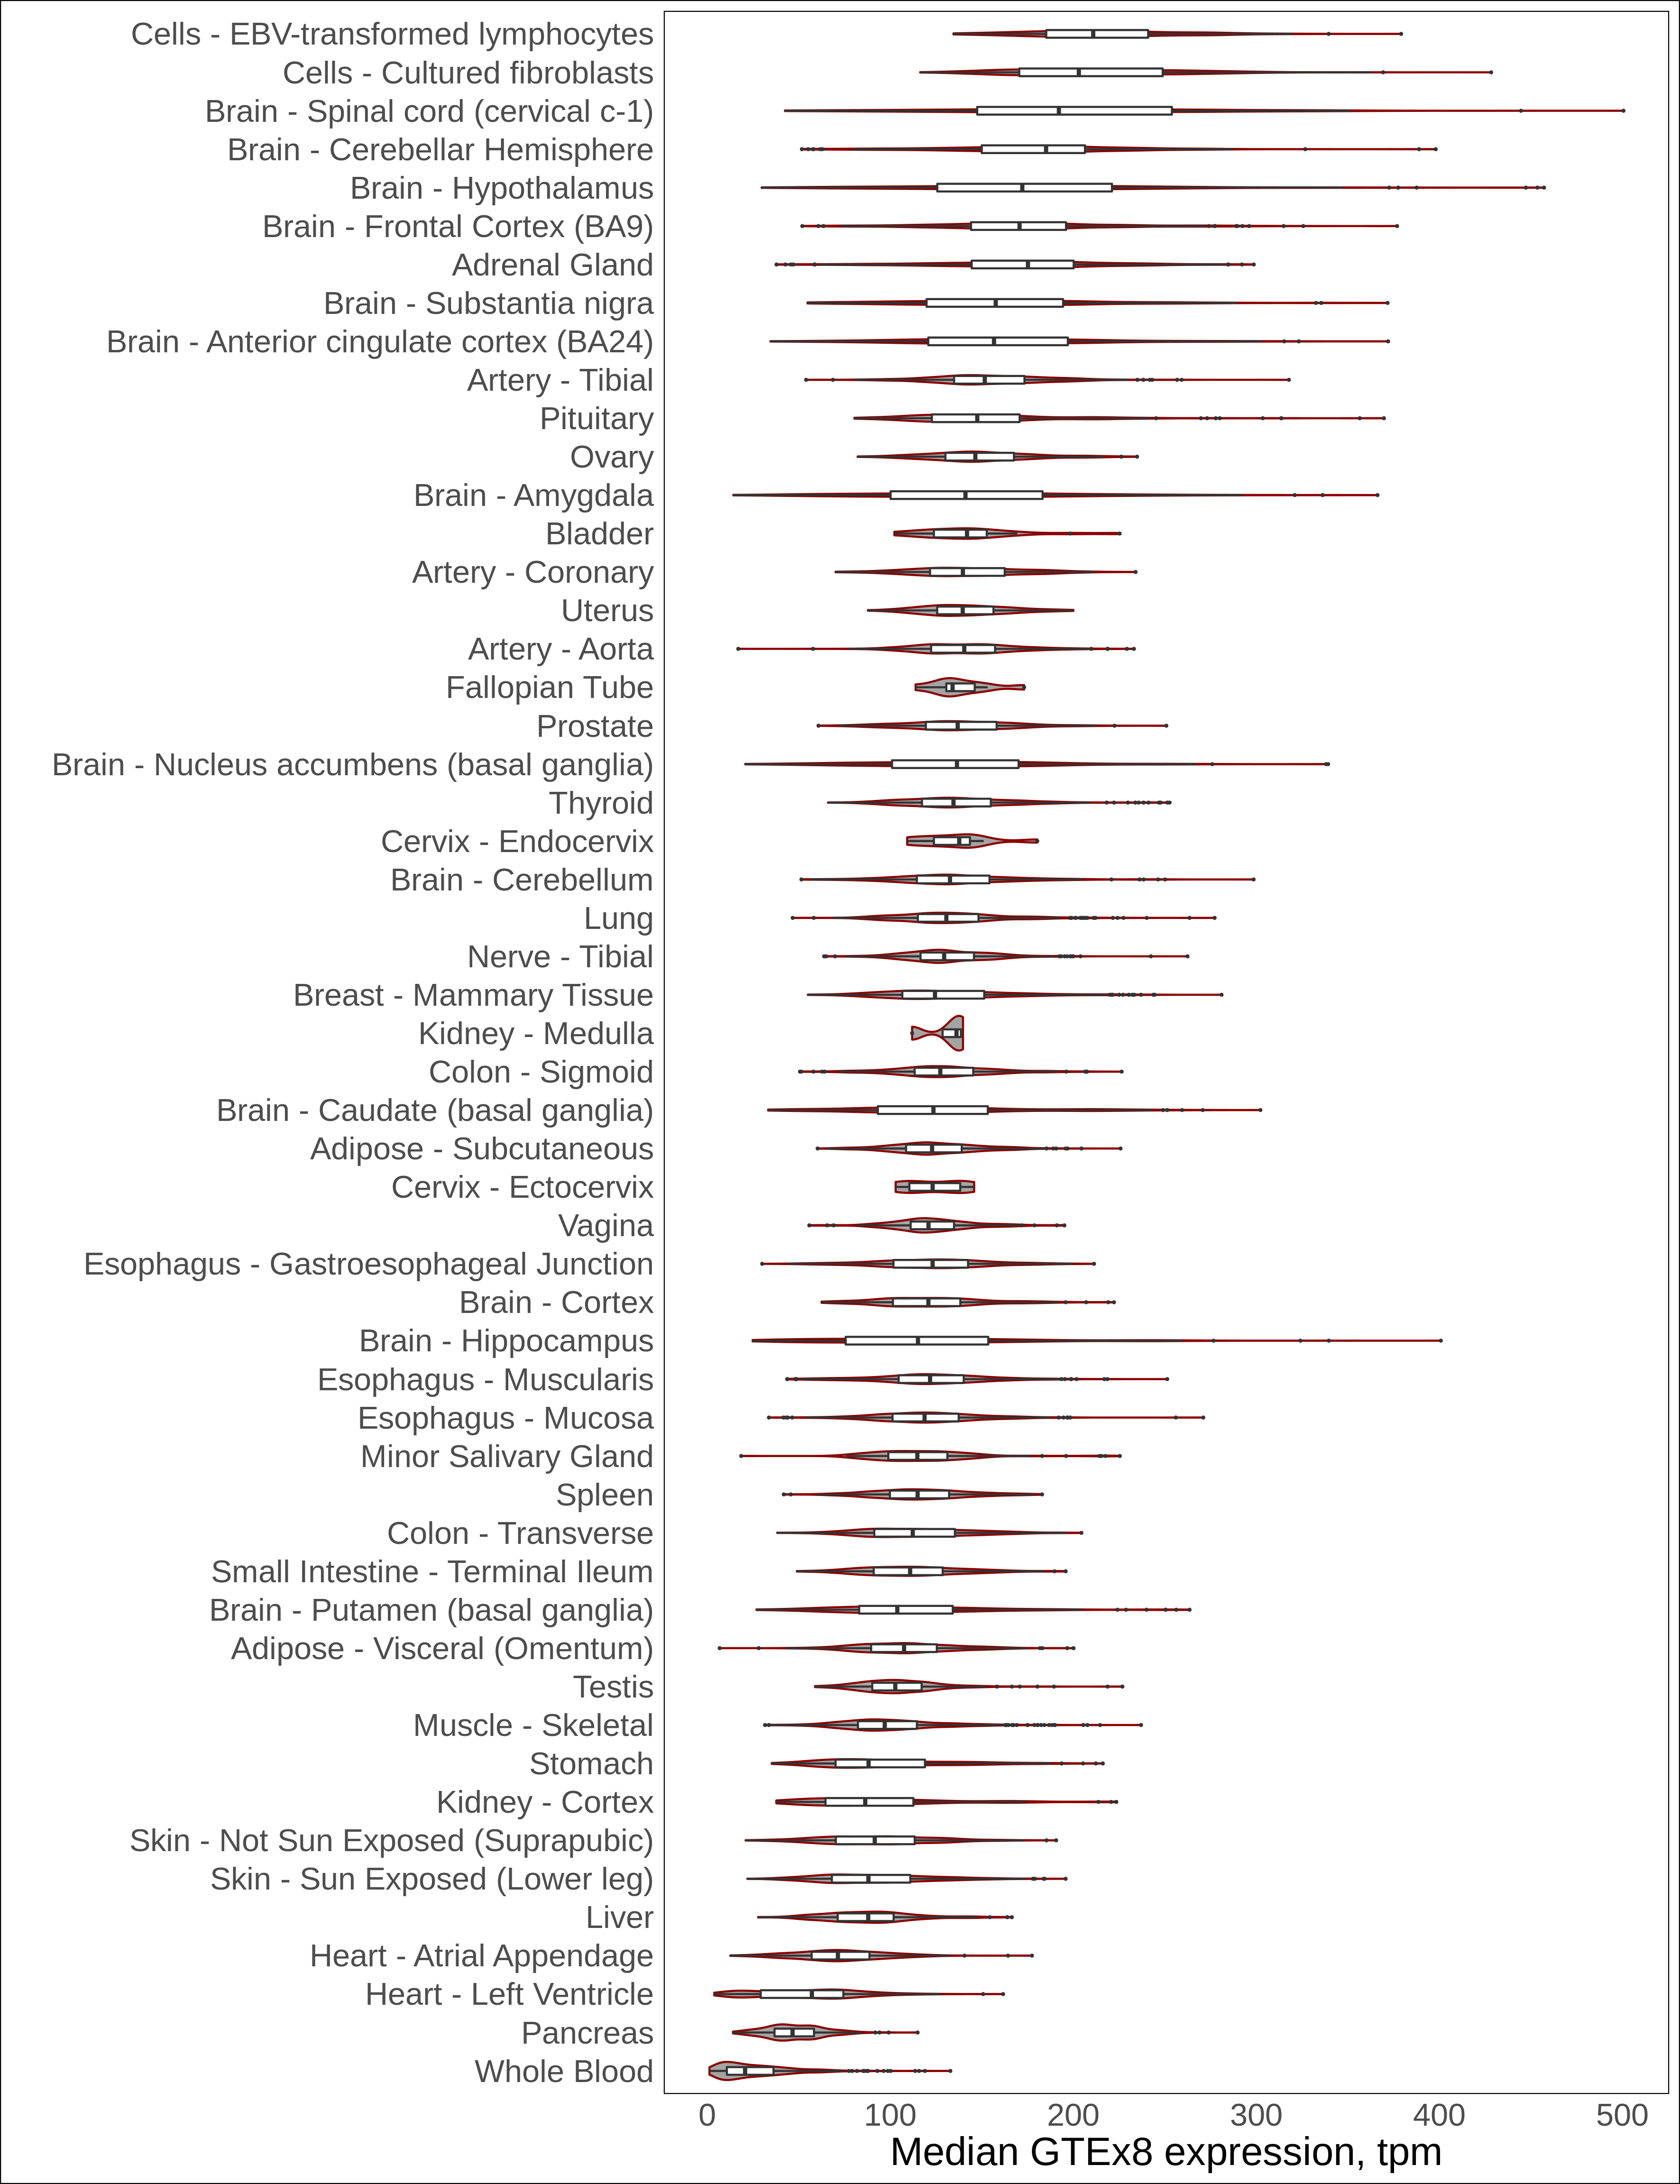 Cells - EBV-transformed lymphocytes
Cells - Cultured fibroblasts
Brain - Spinal cord (cervical c-1)
Brain - Cerebellar Hemisphere
Brain - Hypothalamus
Brain - Frontal Cortex (BA9)
Adrenal Gland
Brain - Substantia nigra
Brain - Anterior cingulate cortex (BA24)
Artery - Tibial
Pituitary
Ovary
Brain - Amygdala
Bladder
Artery - Coronary
Uterus
Artery - Aorta
Fallopian Tube
Prostate
Brain - Nucleus accumbens (basal ganglia)
Thyroid
Cervix - Endocervix
Brain - Cerebellum
Lung
Nerve - Tibial
Breast - Mammary Tissue
Kidney - Medulla
Colon - Sigmoid
Brain - Caudate (basal ganglia)
Adipose - Subcutaneous
Cervix - Ectocervix
Vagina
Esophagus - Gastroesophageal Junction
Brain - Cortex
Brain - Hippocampus
Esophagus - Muscularis
Esophagus - Mucosa
Minor Salivary Gland
Spleen
Colon - Transverse
Small Intestine - Terminal Ileum
Brain - Putamen (basal ganglia)
Adipose - Visceral (Omentum)
Testis
Muscle - Skeletal
Stomach
Kidney - Cortex
Skin - Not Sun Exposed (Suprapubic)
Skin - Sun Exposed (Lower leg)
Liver
Heart - Atrial Appendage
Heart - Left Ventricle
Pancreas
Whole Blood
0 100 200 300 400 500
Median GTEx8 expression, tpm